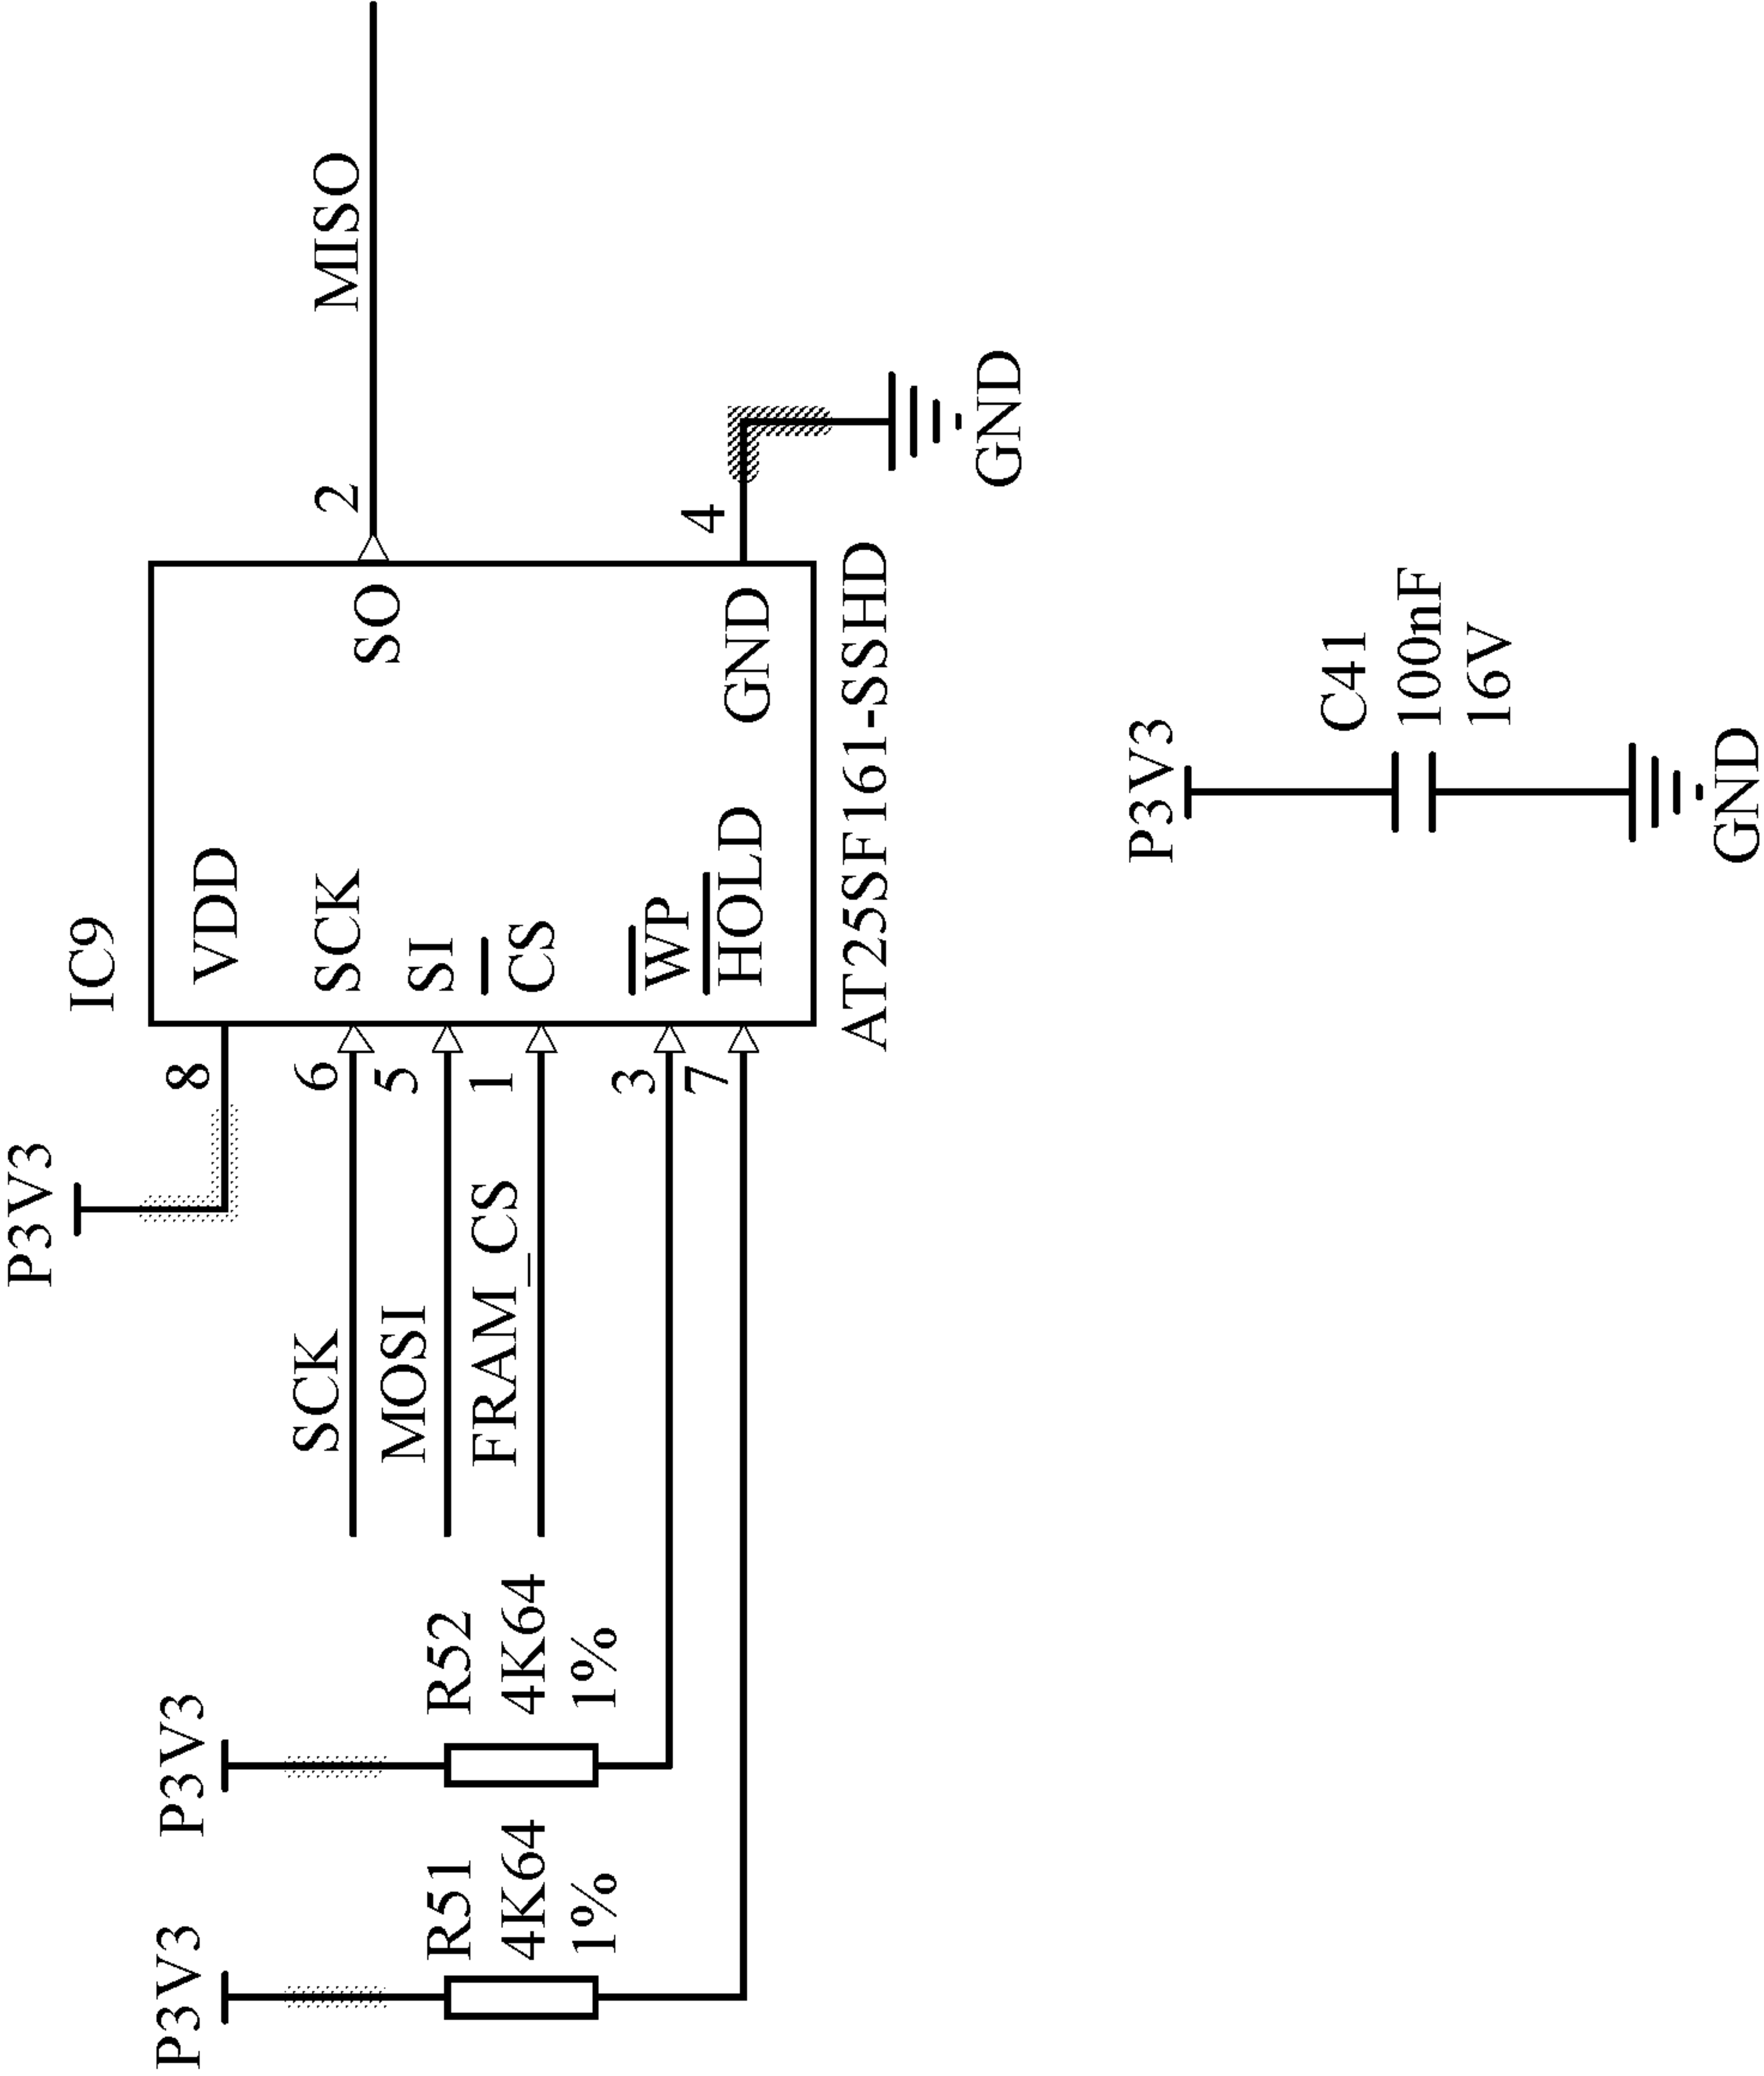 P3V3
IC9
8
VDD
SCK
6
SCK
MOSI
5
SI
FRAM_CS
1
CS
3
WP
7
HOLD
SO
2
MISO
GND
4
GND
AT25SF161-SSHD
P3V3
R51
4K64
1%
P3V3
R52
4K64
1%
P3V3
C41
100nF
16V
GND